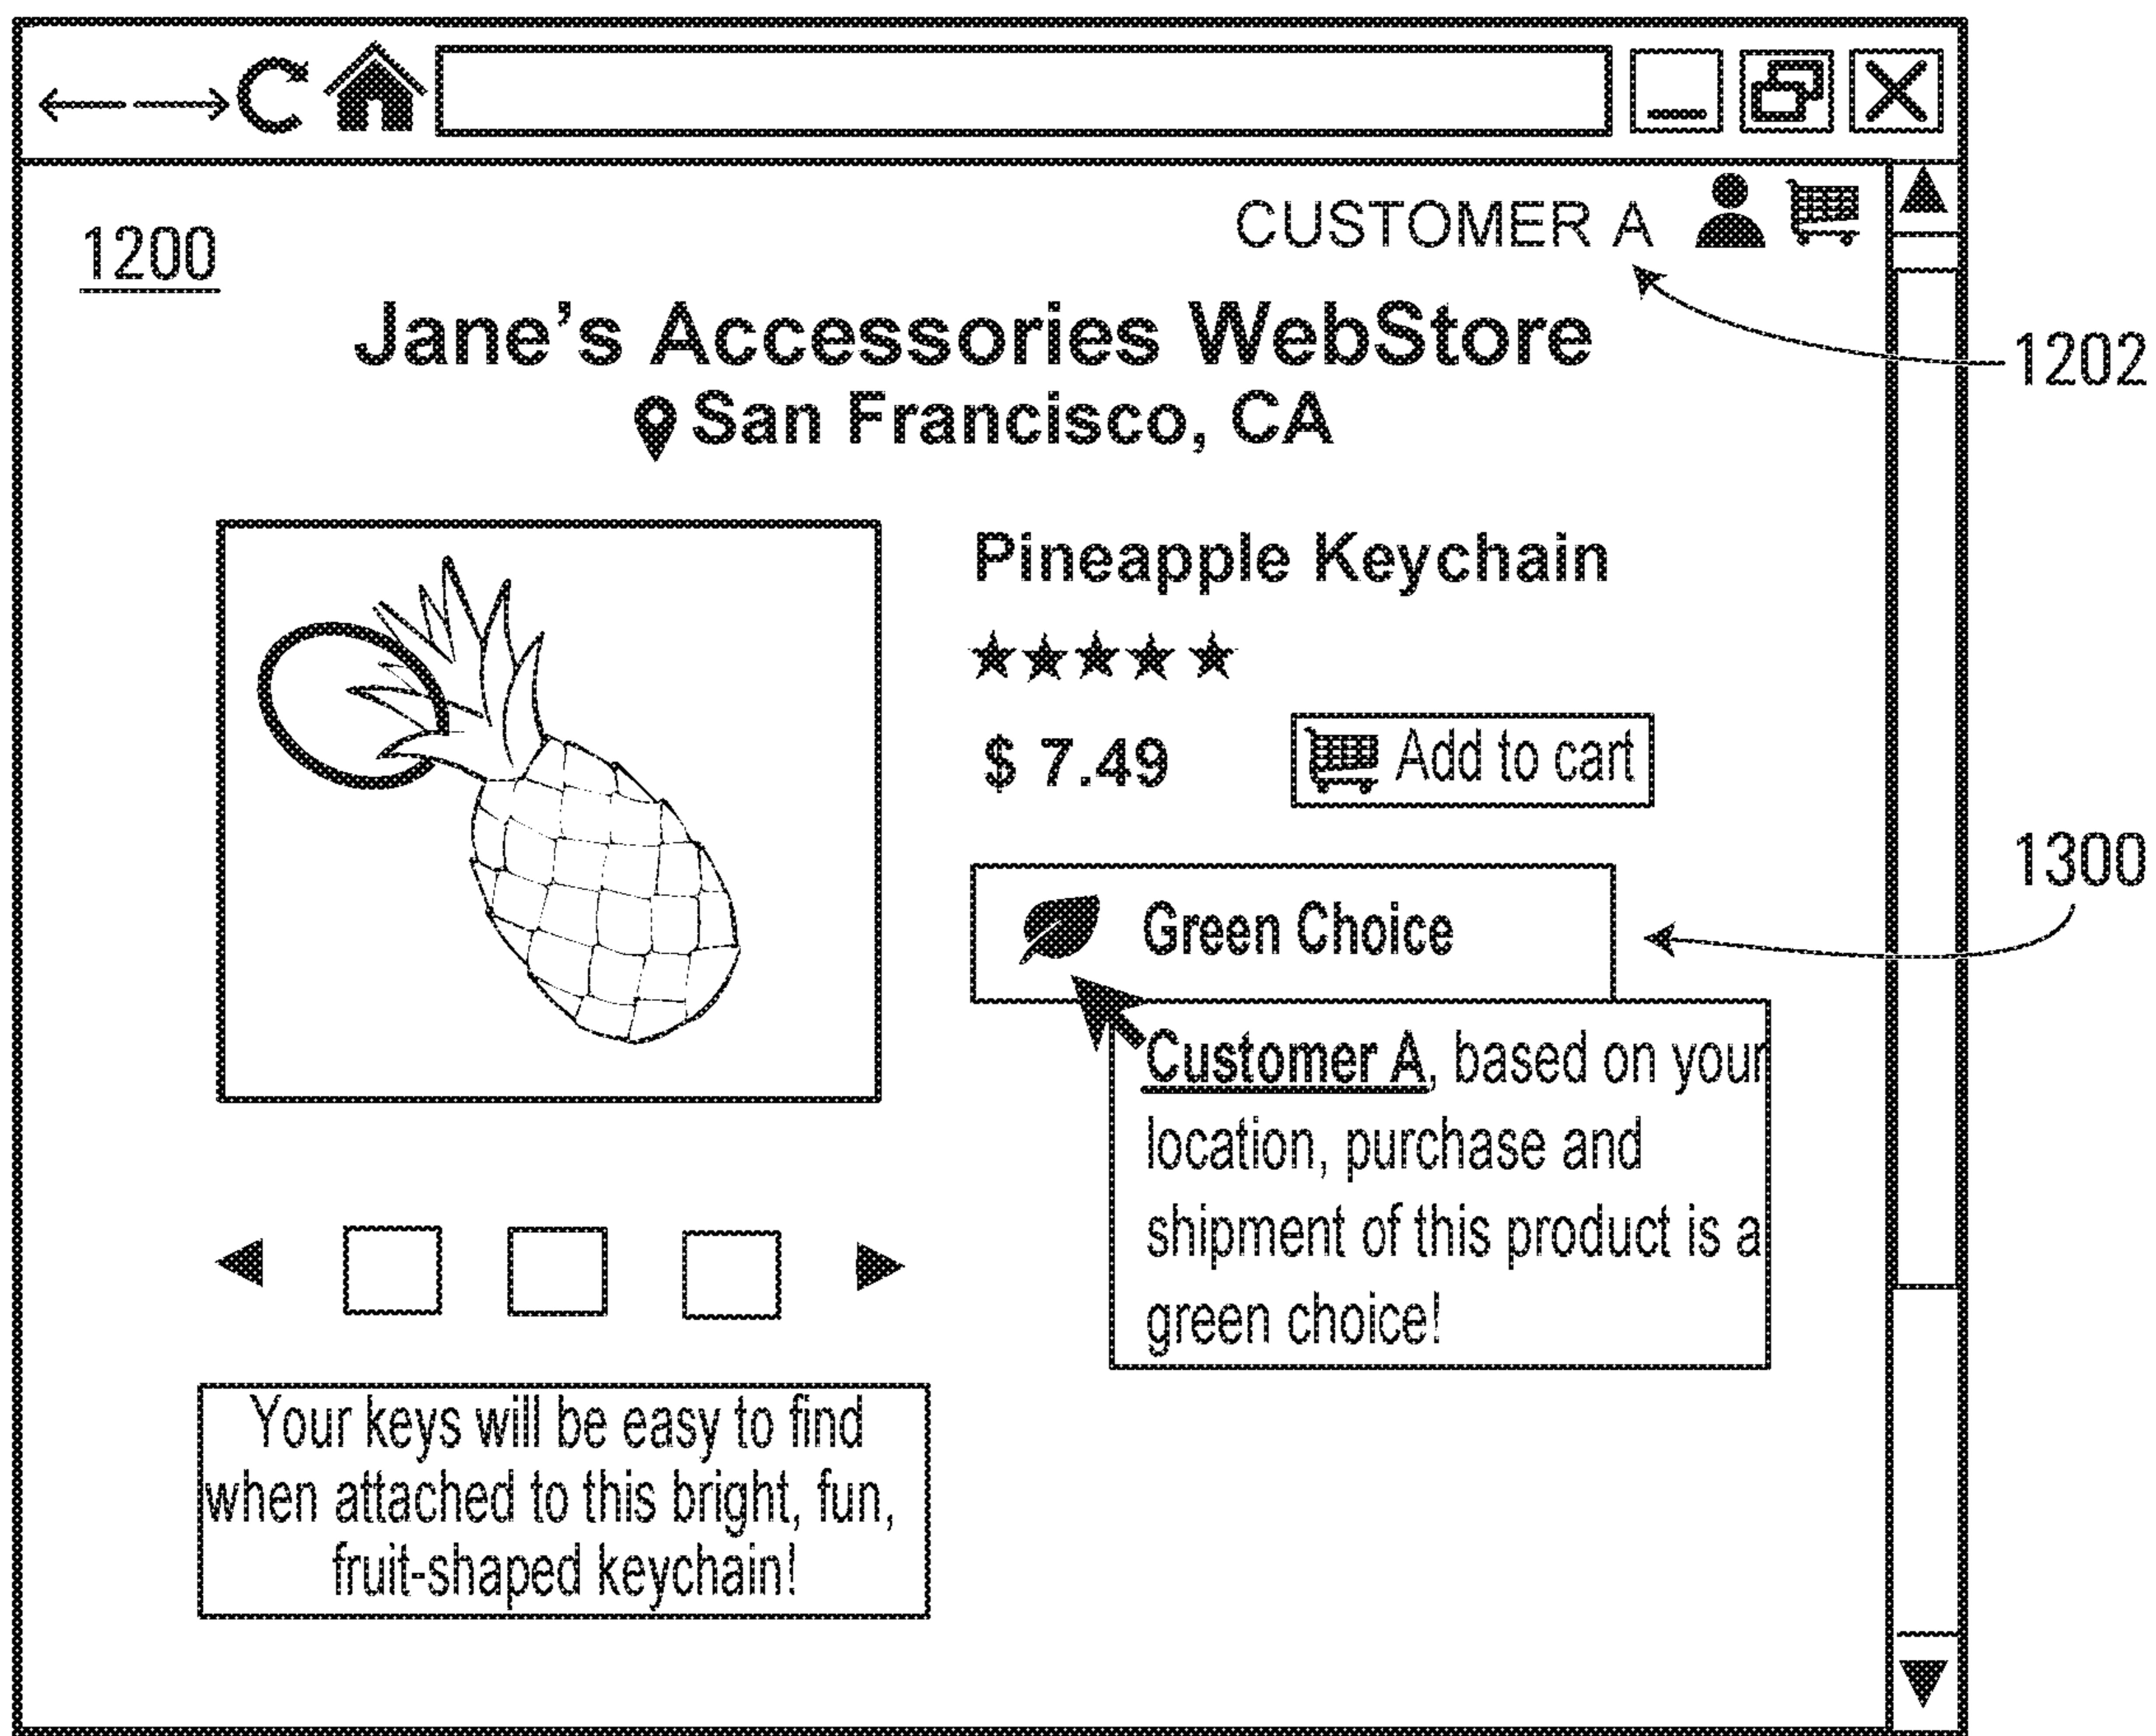 CUSTOMER A
1200
Jane's Accessories WebStore
1202
San Francisco, CA
Pineapple Keychain
$ 7.49
Add to cart
1300
Green Choice
Customer A, based on your
location, purchase and
shipment of this product is a
green choice!
Your keys will be easy to find
when attached to this bright, fun,
fruit-shaped keychain!